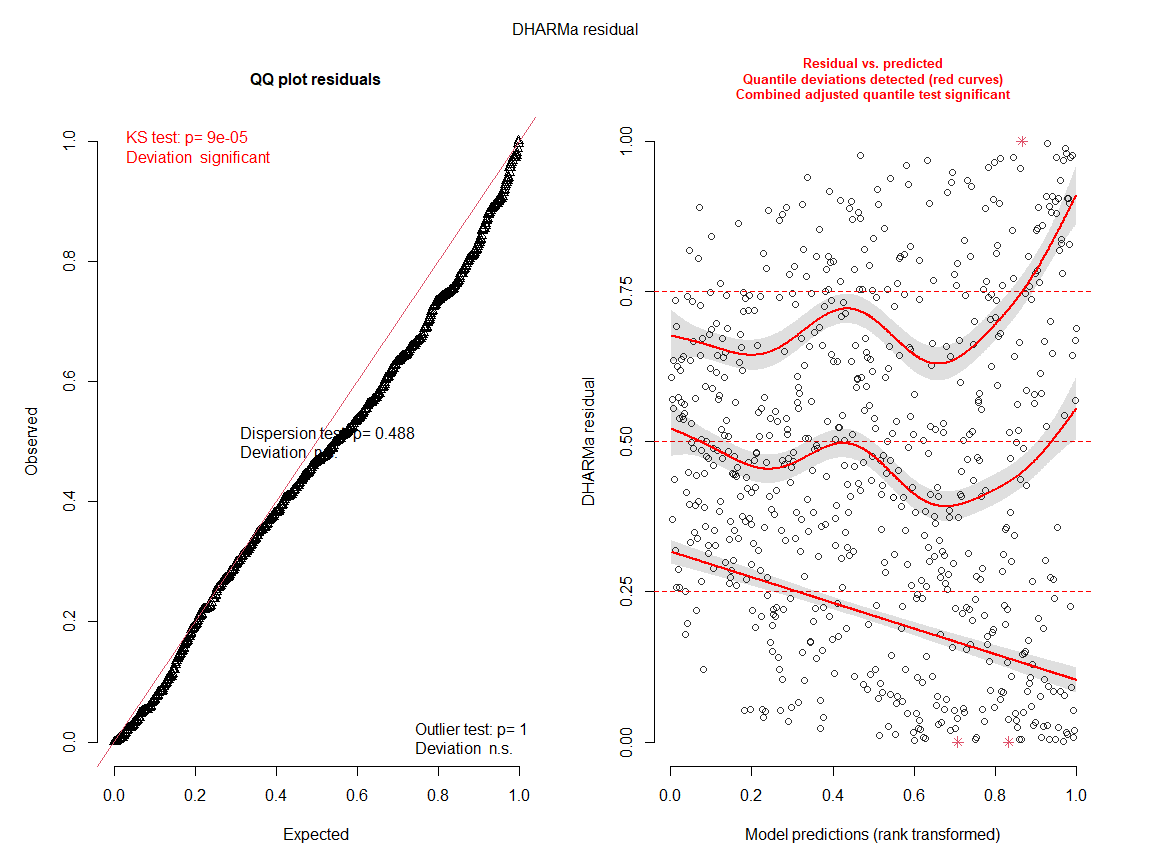 DHARMa residual
QQ plot residuals
KS test: p= 9e-05
Deviation significant
Dispersion test: p= 0.488
Deviation n.s.
Outlier test: p= 1
Deviation n.s.
Observed
0.0
0.2
0.4
0.6
0.8
1.0
0.0 0.2 0.4 0.6 0.8 1.0
Expected
Residual vs. predicted
Quantile deviations detected (red curves)
Combined adjusted quantile test significant
DHARMa residual
0.00
0.25
0.50
0.75
1.00
0.0 0.2 0.4 0.6 0.8 1.0
Model predictions (rank transformed)